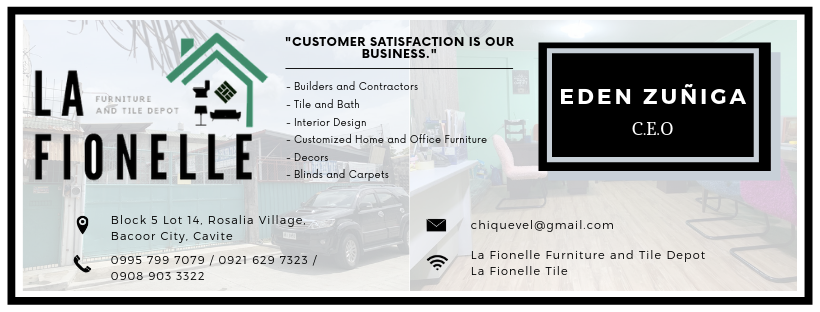 LA
FURNITURE
AND TILE DEPOT
FIONELLE
"CUSTOMER SATISFACTION IS OUR
BUSINESS."
- Builders and Contractors
- Tile and Bath
- Interior Design
- Customized Home and Office Furniture
- Decors
- Blinds and Carpets
EDEN ZUÑIGA
C.E.O
Block 5 Lot 14, Rosalia Village,
Bacoor City, Cavite
0995 799 7079 / 0921 629 7323 /
0908 903 3322
chiquevel@gmail.com
La Fionelle Furniture and Tile Depot
La Fionelle Tile